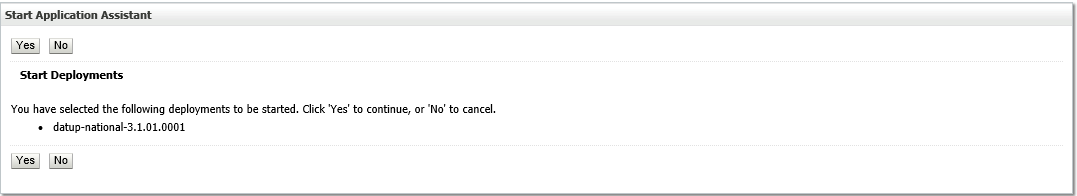 Start Application Assistant
Yes No
Start Deployments
You have selected the following deployments to be started. Click 'Yes' to continue, or 'No' to cancel.
• datup-national-3.1.01.0001
Yes No